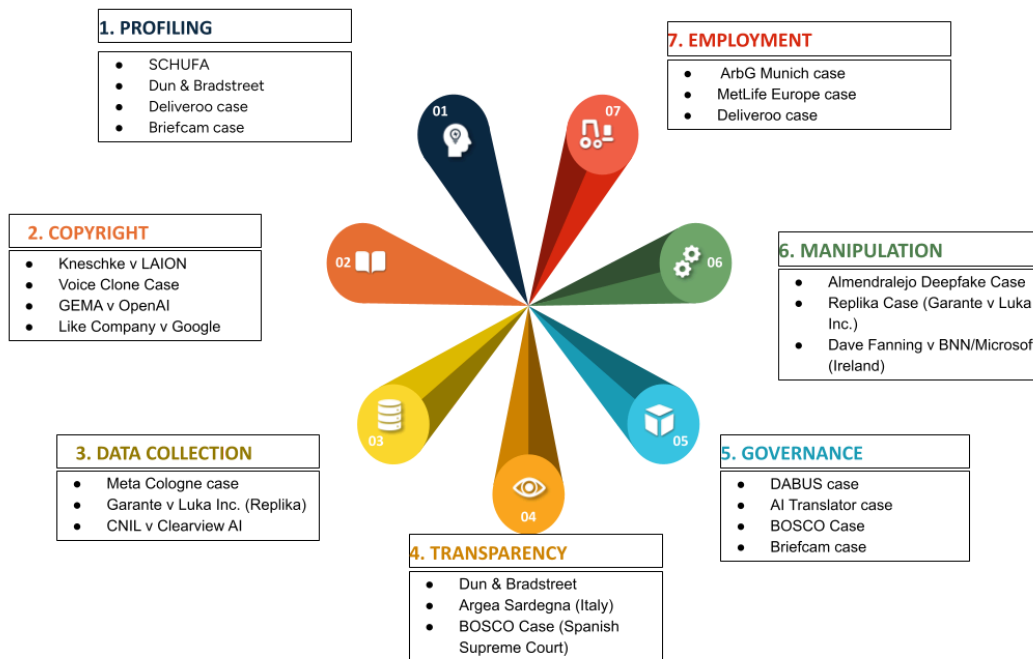 1. PROFILING
● SCHUFA
● Dun & Bradstreet
● Deliveroo case
● Briefcam case
2. COPYRIGHT
● Kneschke v LAION
● Voice Clone Case
● GEMA v OpenAI
● Like Company v Google
3. DATA COLLECTION
● Meta Cologne case
● Garante v Luka Inc. (Replika)
● CNIL v Clearview AI
4. TRANSPARENCY
● Dun & Bradstreet
● Argea Sardegna (Italy)
● BOSCO Case (Spanish
Supreme Court)
5. GOVERNANCE
● DABUS case
● AI Translator case
● BOSCO Case
● Briefcam case
6. MANIPULATION
● Almendralejo Deepfake Case
● Replika Case (Garante v Luka
Inc.)
● Dave Fanning v BNN/Microsof
(Ireland)
7. EMPLOYMENT
● ArbG Munich case
● MetLife Europe case
● Deliveroo case
01
02
03
04
05
06
07